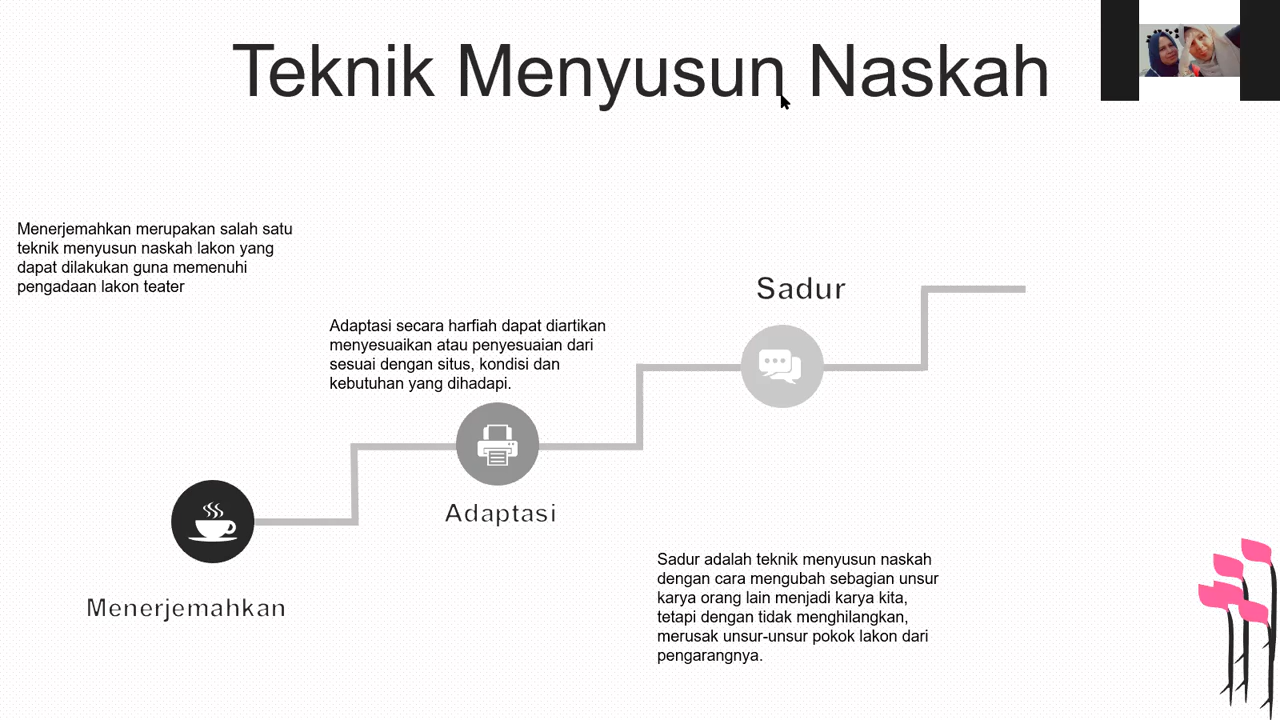 Teknik Menyusun Naskah
Menerjemahkan merupakan salah satu
teknik menyusun naskah lakon yang
dapat dilakukan guna memenuhi
pengadaan lakon teater
Menerjemahkan
Adaptasi secara harfiah dapat diartikan
menyesuaikan atau penyesuaian dari
sesuai dengan situs, kondisi dan
kebutuhan yang dihadapi.
Adaptasi
Sadur
Sadur adalah teknik menyusun naskah
dengan cara mengubah sebagian unsur
karya orang lain menjadi karya kita,
tetapi dengan tidak menghilangkan,
merusak unsur-unsur pokok lakon dari
pengarangnya.